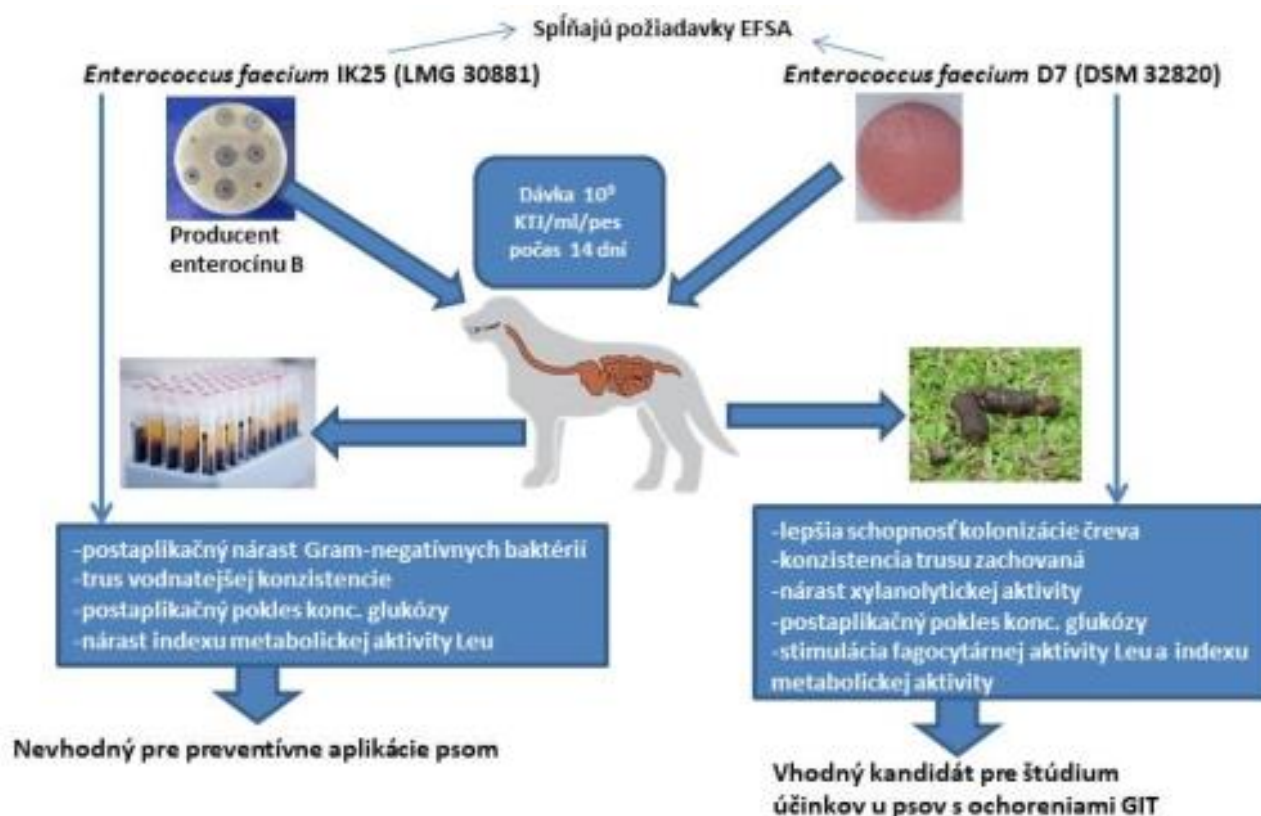 Spĺňajú požiadavky EFSA
Enterococcus faecium IK25 (LMG 30881)
Enterococcus faecium D7 (DSM 32820)
Producent
enterocínu B
Dávka 10⁹
KTJ/ml/pes
počas 14 dní
-postaplikačný nárast Gram-negatívnych baktérií
-trus vodnatejšej konzistencie
-postaplikačný pokles konc. glukózy
-nárast indexu metabolickej aktivity Leu
-lepšia schopnosť kolonizácie čreva
-konzistencia trusu zachovaná
-nárast xylanolytickej aktivity
-postaplikačný pokles konc. glukózy
-stimulácia fagocytárnej aktivity Leu a indexu
metabolickej aktivity
Nevhodný pre preventívne aplikácie psom
Vhodný kandidát pre štúdium
účinkov u psov s ochoreniami GIT